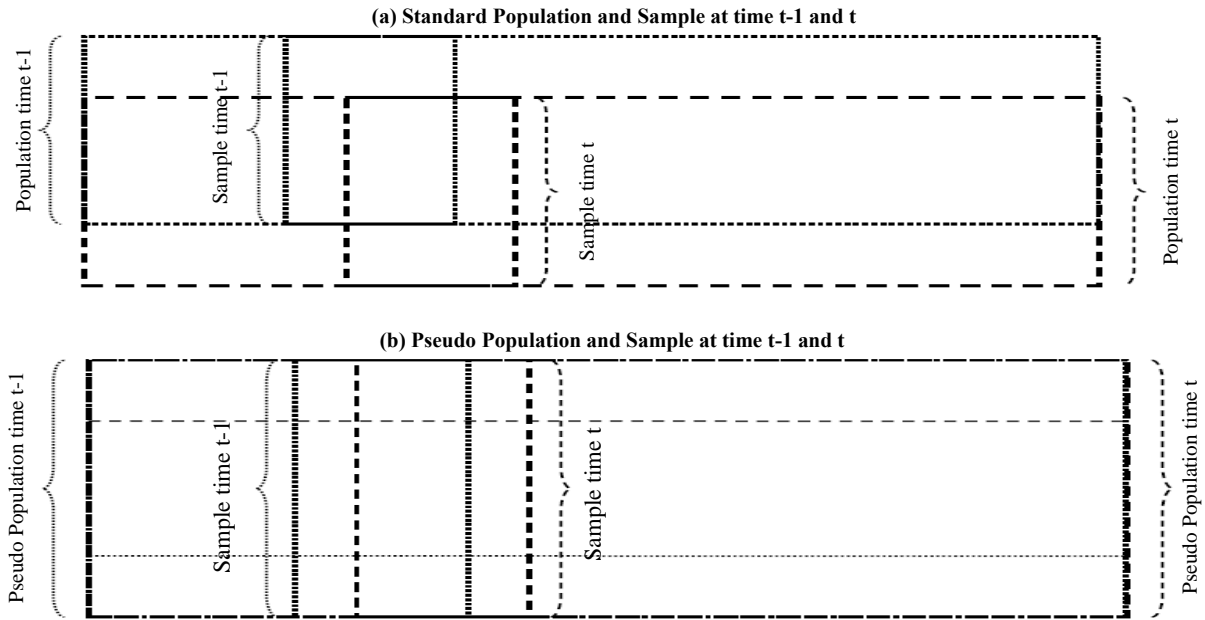 (a) Standard Population and Sample at time t-1 and t
Population time t-1
Sample time t-1
Sample time t
Population time t
(b) Pseudo Population and Sample at time t-1 and t
Pseudo Population time t-1
Sample time t-1
Sample time t
Pseudo Population time t